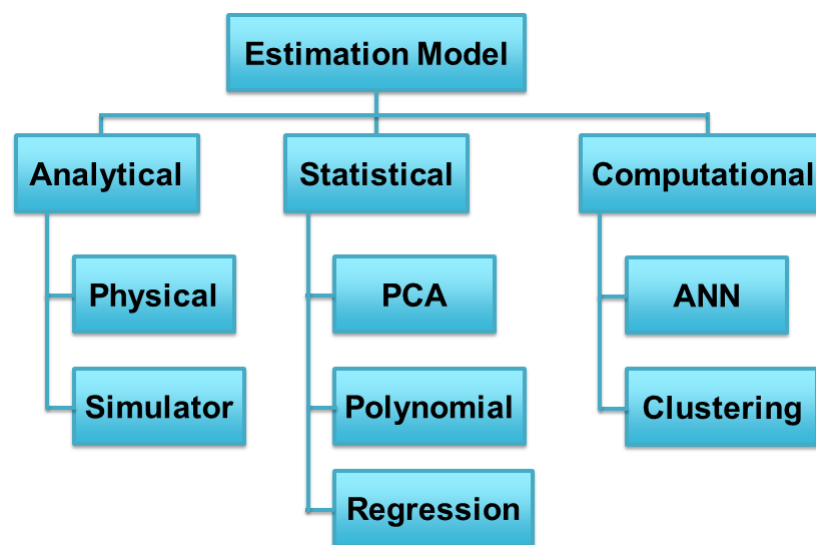 Estimation Model
Analytical
Statistical
Computational
Physical
PCA
ANN
Simulator
Polynomial
Clustering
Regression